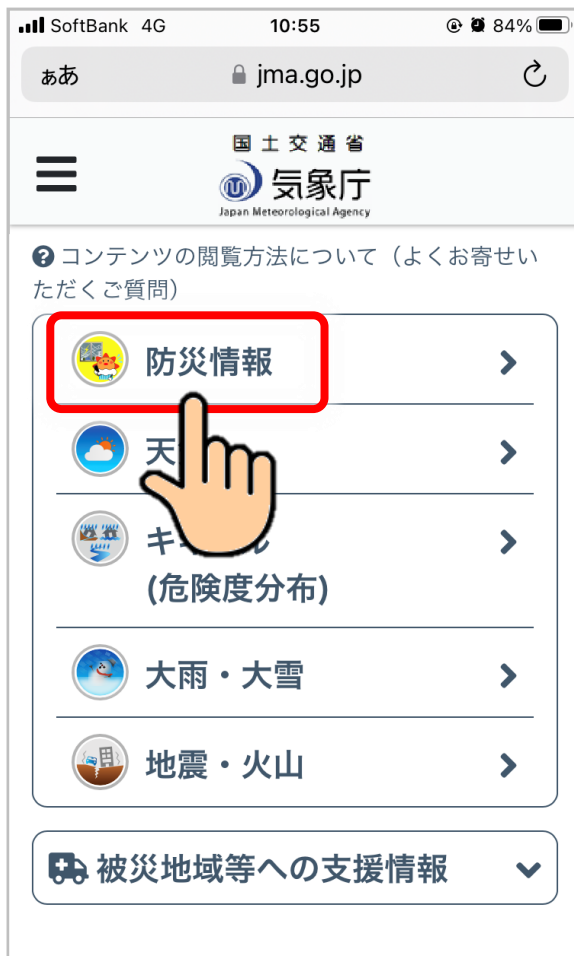 SoftBank 4G 10:55 84%
ぁあ jma.go.jp
国土交通省
気象庁
Japan Meteorological Agency
コンテンツの閲覧方法について（よくお寄せい
ただくご質問）
防災情報
天
キ
(危険度分布)
大雨・大雪
地震・火山
被災地域等への支援情報